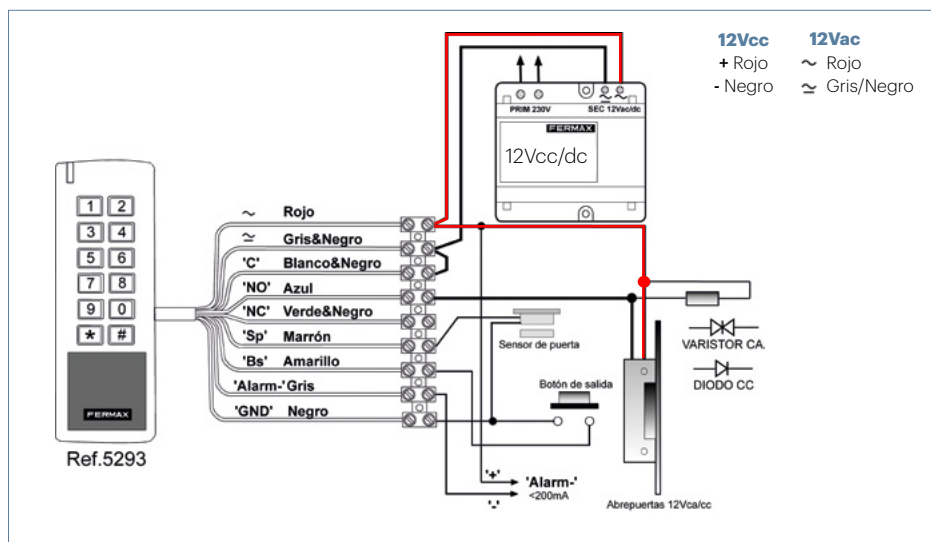 12Vcc 12Vac
+ Rojo ~ Rojo
- Negro ≃ Gris/Negro
PRIM 230V SEC 12Vac/dc
≃ ~
FERMAX
12Vcc/dc
1 2
3 4
5 6
7 8
9 0
* #
FERMAX
Ref.5293
~ Rojo
≃ Gris&Negro
'C' Blanco&Negro
'NO' Azul
'NC' Verde&Negro
'Sp' Marrón
'Bs' Amarillo
'Alarm-' Gris
'GND' Negro
Sensor de puerta
Botón de salida
'+' 'Alarm-'
<200mA
'-'
VARISTOR CA.
DIODO CC
Abrepuertas 12Vca/cc